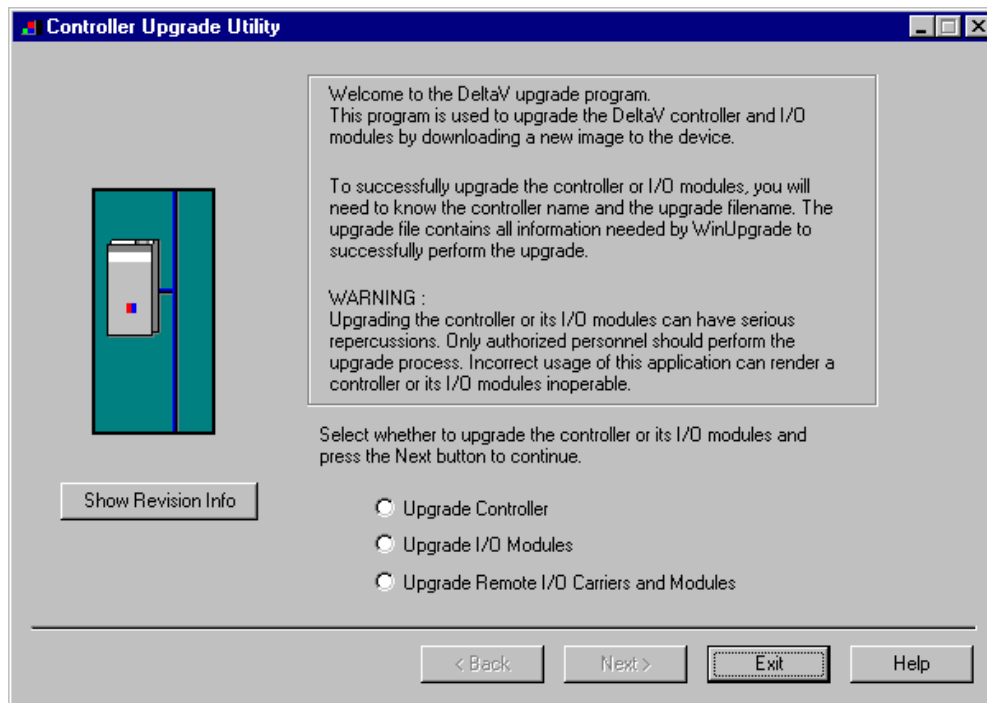 Controller Upgrade Utility
Welcome to the DeltaV upgrade program.
This program is used to upgrade the DeltaV controller and I/O
modules by downloading a new image to the device.
To successfully upgrade the controller or I/O modules, you will
need to know the controller name and the upgrade filename. The
upgrade file contains all information needed by WinUpgrade to
successfully perform the upgrade.
WARNING :
Upgrading the controller or its I/O modules can have serious
repercussions. Only authorized personnel should perform the
upgrade process. Incorrect usage of this application can render a
controller or its I/O modules inoperable.
Select whether to upgrade the controller or its I/O modules and
press the Next button to continue.
Show Revision Info
Upgrade Controller
Upgrade I/O Modules
Upgrade Remote I/O Carriers and Modules
< Back
Next >
Exit
Help